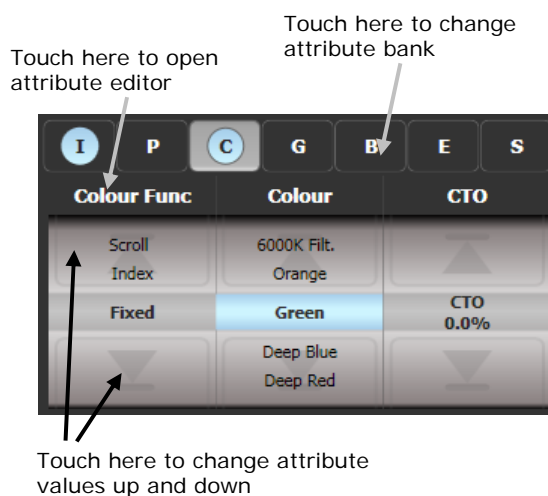 Touch here to change
attribute bank
Touch here to open
attribute editor
I P C G B E S
Colour Func Colour CTO
Scroll 6000K Filt.
Index Orange
Fixed Green CTO
0.0%
Deep Blue
Deep Red
Touch here to change attribute
values up and down